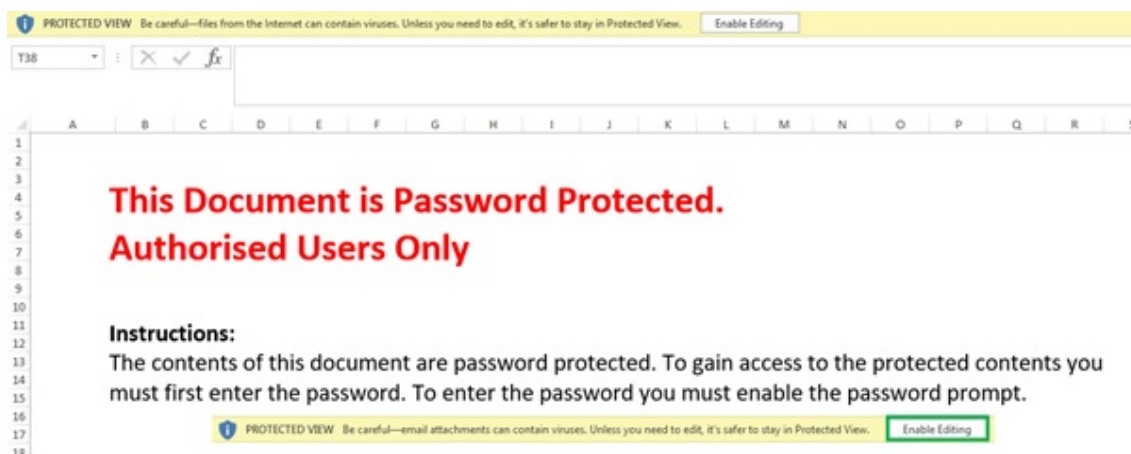 PROTECTED VIEW Be careful—files from the Internet can contain viruses. Unless you need to edit, it's safer to stay in Protected View. Enable Editing
T38 fx
A B C D E F G H I J K L M N O P Q R
1
2
3
4
5
6
7
8
9
10
11
12
13
14
15
16
17
18
This Document is Password Protected.
Authorised Users Only
Instructions:
The contents of this document are password protected. To gain access to the protected contents you
must first enter the password. To enter the password you must enable the password prompt.
PROTECTED VIEW Be careful—email attachments can contain viruses. Unless you need to edit, it's safer to stay in Protected View. Enable Editing